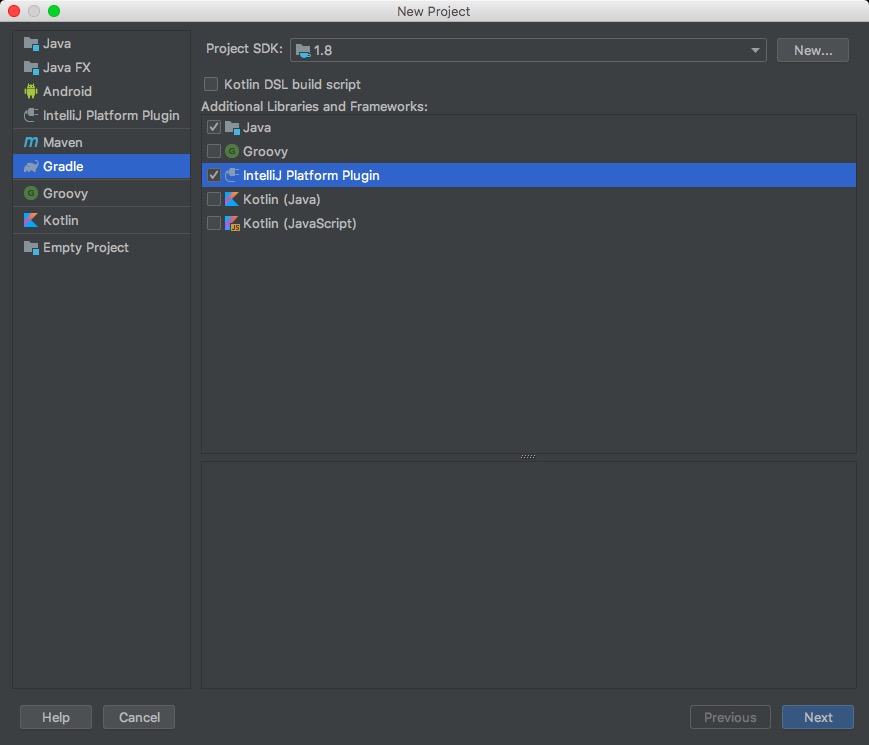 New Project
Java
Java FX
Android
IntelliJ Platform Plugin
Maven
Gradle
Groovy
Kotlin
Empty Project
Project SDK: 1.8 New...
Kotlin DSL build script
Additional Libraries and Frameworks:
Java
Groovy
IntelliJ Platform Plugin
Kotlin (Java)
Kotlin (JavaScript)
Help Cancel Previous Next